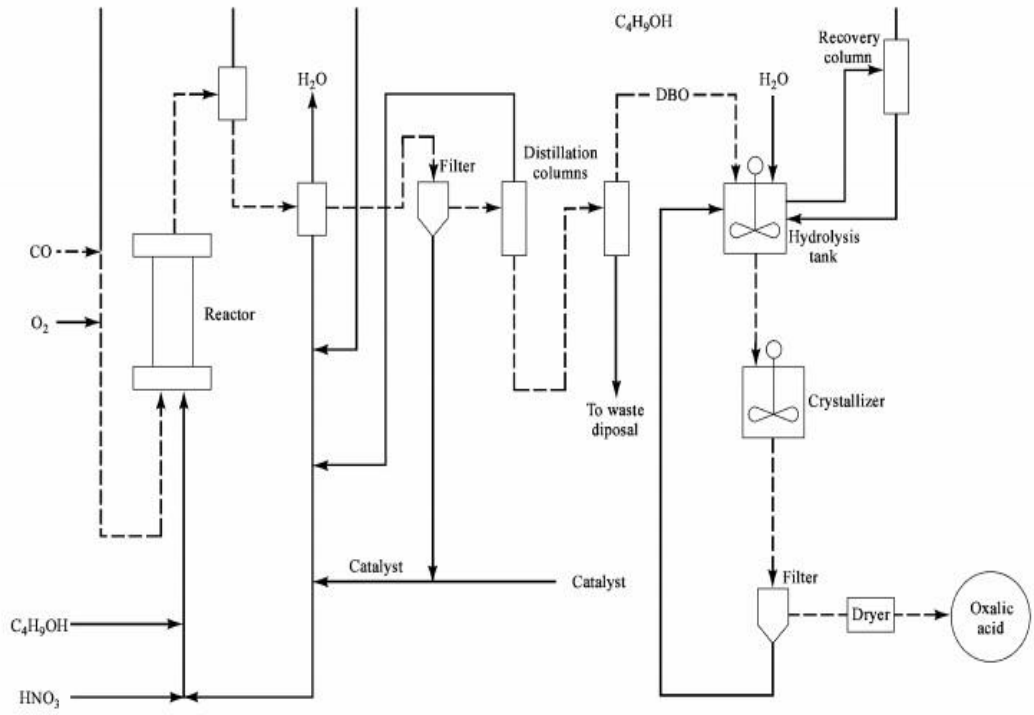 C₄H₉OH
Recovery
column
H₂O
DBO
H₂O
Filter
Distillation
columns
CO
Hydrolysis
tank
O₂
Reactor
Crystallizer
To waste
diposal
Catalyst
Catalyst
Filter
C₄H₉OH
Dryer
Oxalic
acid
HNO₃